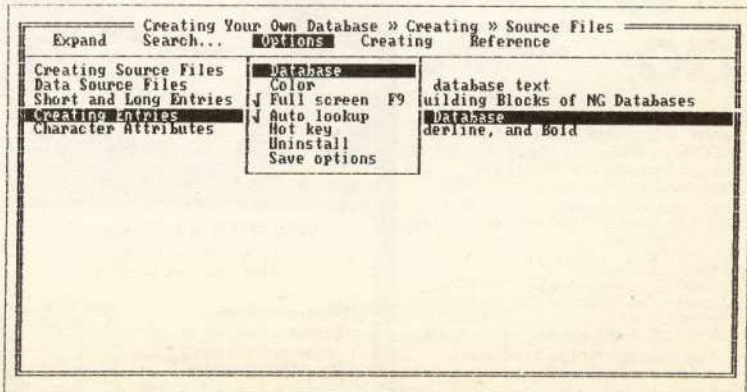 Creating Your Own Database » Creating » Source Files
Expand Search... Options Creating Reference
Creating Source Files
Data Source Files
Short and Long Entries
Creating Entries
Character Attributes
Database
Color
√ Full screen F9
√ Auto lookup
Hot key
Uninstall
Save options
database text
uilding Blocks of NG Databases
Database
derline, and Bold